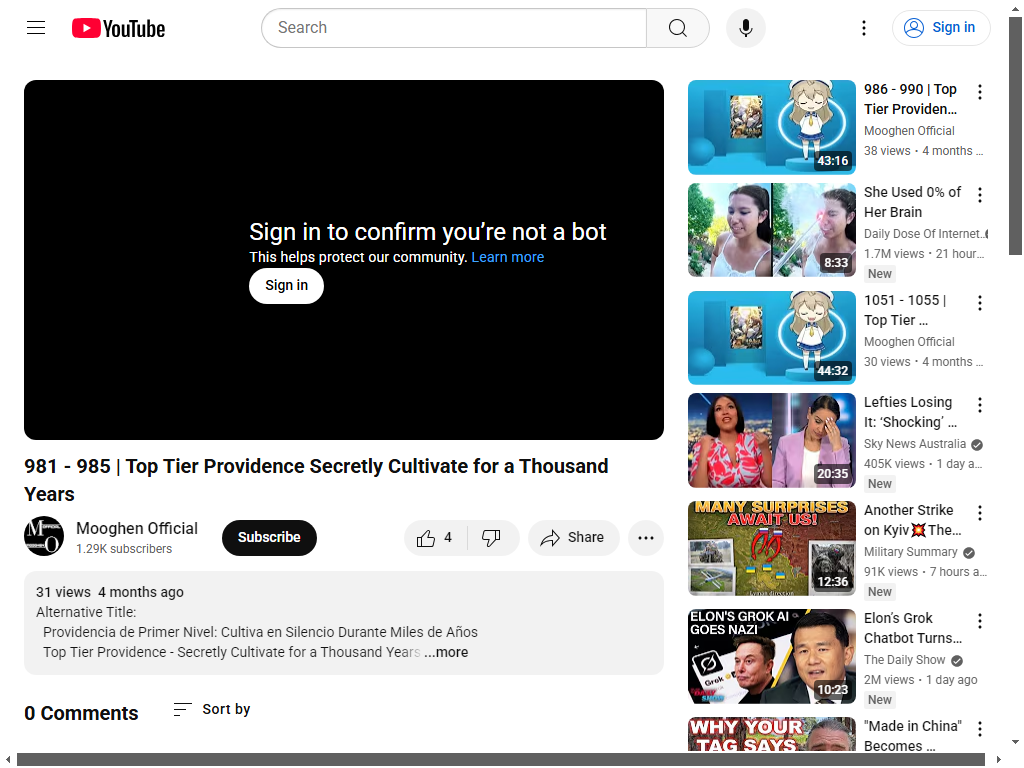 YouTube
Search
Sign in
Sign in to confirm you're not a bot
This helps protect our community. Learn more
Sign in
981 - 985 | Top Tier Providence Secretly Cultivate for a Thousand
Years
Mooghen Official
1.29K subscribers
Subscribe
4
Share
31 views 4 months ago
Alternative Title:
Providencia de Primer Nivel: Cultiva en Silencio Durante Miles de Años
Top Tier Providence - Secretly Cultivate for a Thousand Years ...more
0 Comments
Sort by
43:16
986 - 990 | Top
Tier Providen…
Mooghen Official
38 views • 4 months …
8:33
She Used 0% of
Her Brain
Daily Dose Of Internet.
1.7M views • 21 hour…
New
44:32
1051 - 1055 |
Top Tier …
Mooghen Official
30 views • 4 months …
20:35
Lefties Losing
It: ‘Shocking’ …
Sky News Australia
405K views • 1 day a…
New
MANY SURPRISES
AWAIT US!
12:36
Another Strike
on Kyiv💥The…
Military Summary
91K views • 7 hours a…
New
ELON'S GROK AI
GOES NAZI
Grok
10:23
Elon's Grok
Chatbot Turns…
The Daily Show
2M views • 1 day ago
New
WHY YOUR
TAG SAYS
"Made in China"
Becomes …